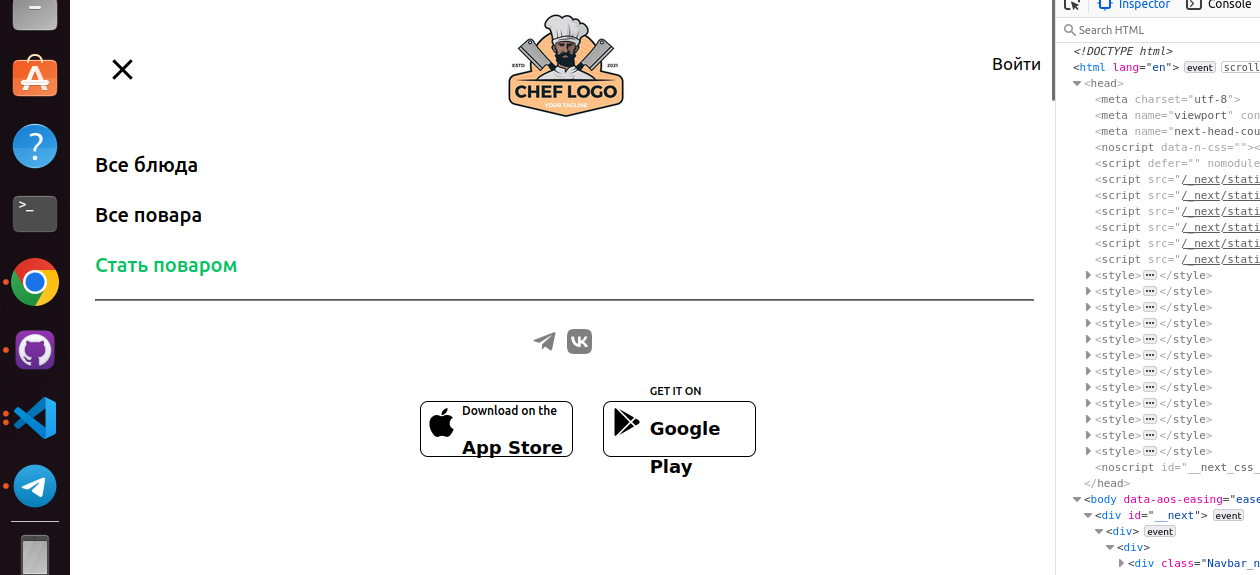 Inspector
Console
Search HTML
ESTD
2021
CHEF LOGO
YOUR TAGLINE
Войти
Все блюда
Все повара
Стать поваром
VK
Download on the
App Store
GET IT ON
Google
Play
?
>_
<!DOCTYPE html>
<html lang="en"> event scroll
<head>
<meta charset="utf-8">
<meta name="viewport" con
<meta name="next-head-cou
<noscript data-n-css=""><
<script defer="" nomodule
<script src="/_next/stati
<script src="/_next/stati
<script src="/_next/stati
<script src="/_next/stati
<script src="/_next/stati
<script src="/_next/stati
<style> ••• </style>
<style> ••• </style>
<style> ••• </style>
<style> ••• </style>
<style> ••• </style>
<style> ••• </style>
<style> ••• </style>
<style> ••• </style>
<style> ••• </style>
<style> ••• </style>
<style> ••• </style>
<style> ••• </style>
<noscript id="__next_css_
</head>
<body data-aos-easing="ease
<div id="__next"> event
<div> event
<div>
<div class="Navbar_n